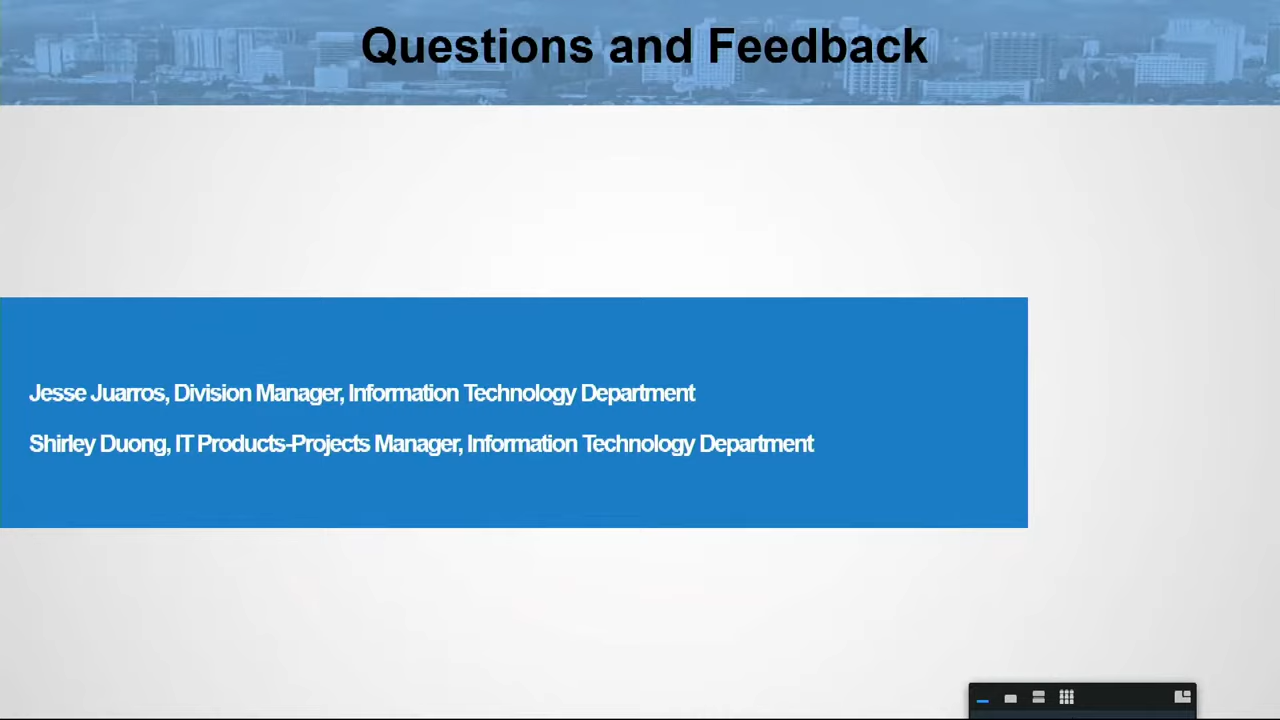 Questions and Feedback
Jesse Juarros, Division Manager, Information Technology Department
Shirley Duong, IT Products-Projects Manager, Information Technology Department